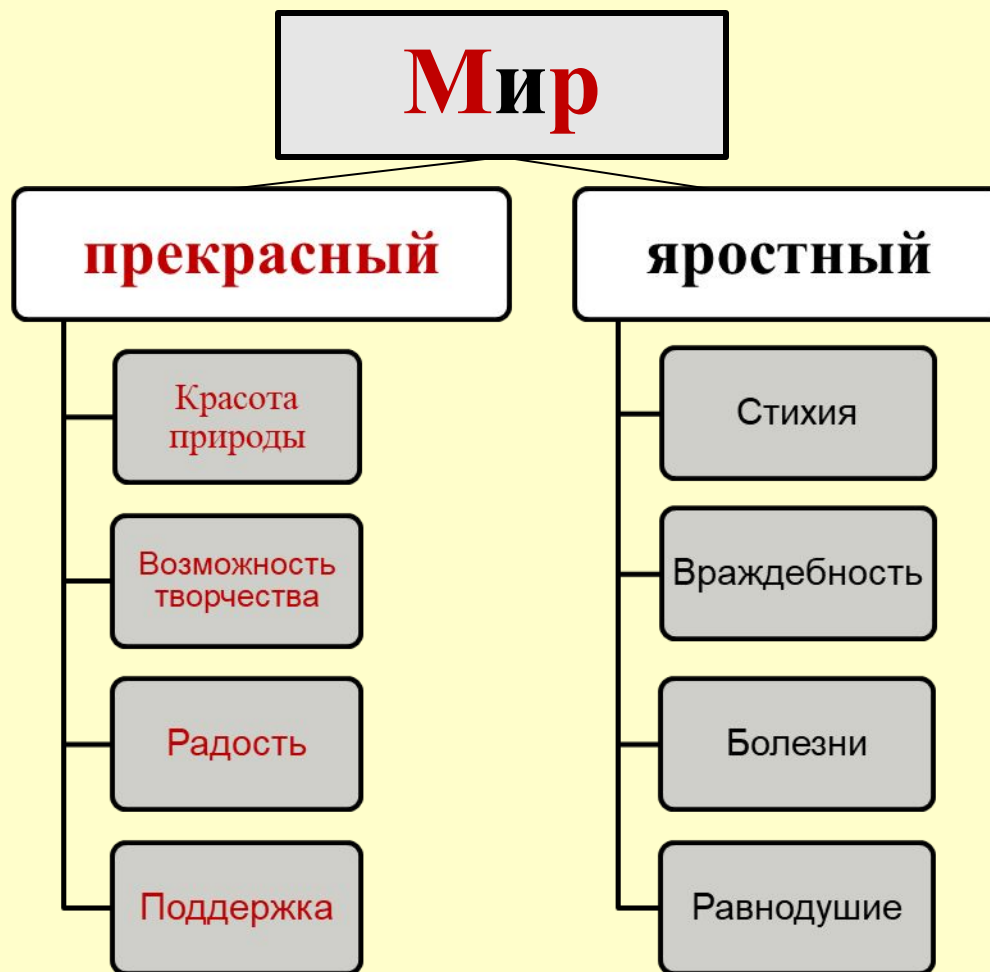 Мир
прекрасный
Красота
природы
Возможность
творчества
Радость
Поддержка
яростный
Стихия
Враждебность
Болезни
Равнодушие